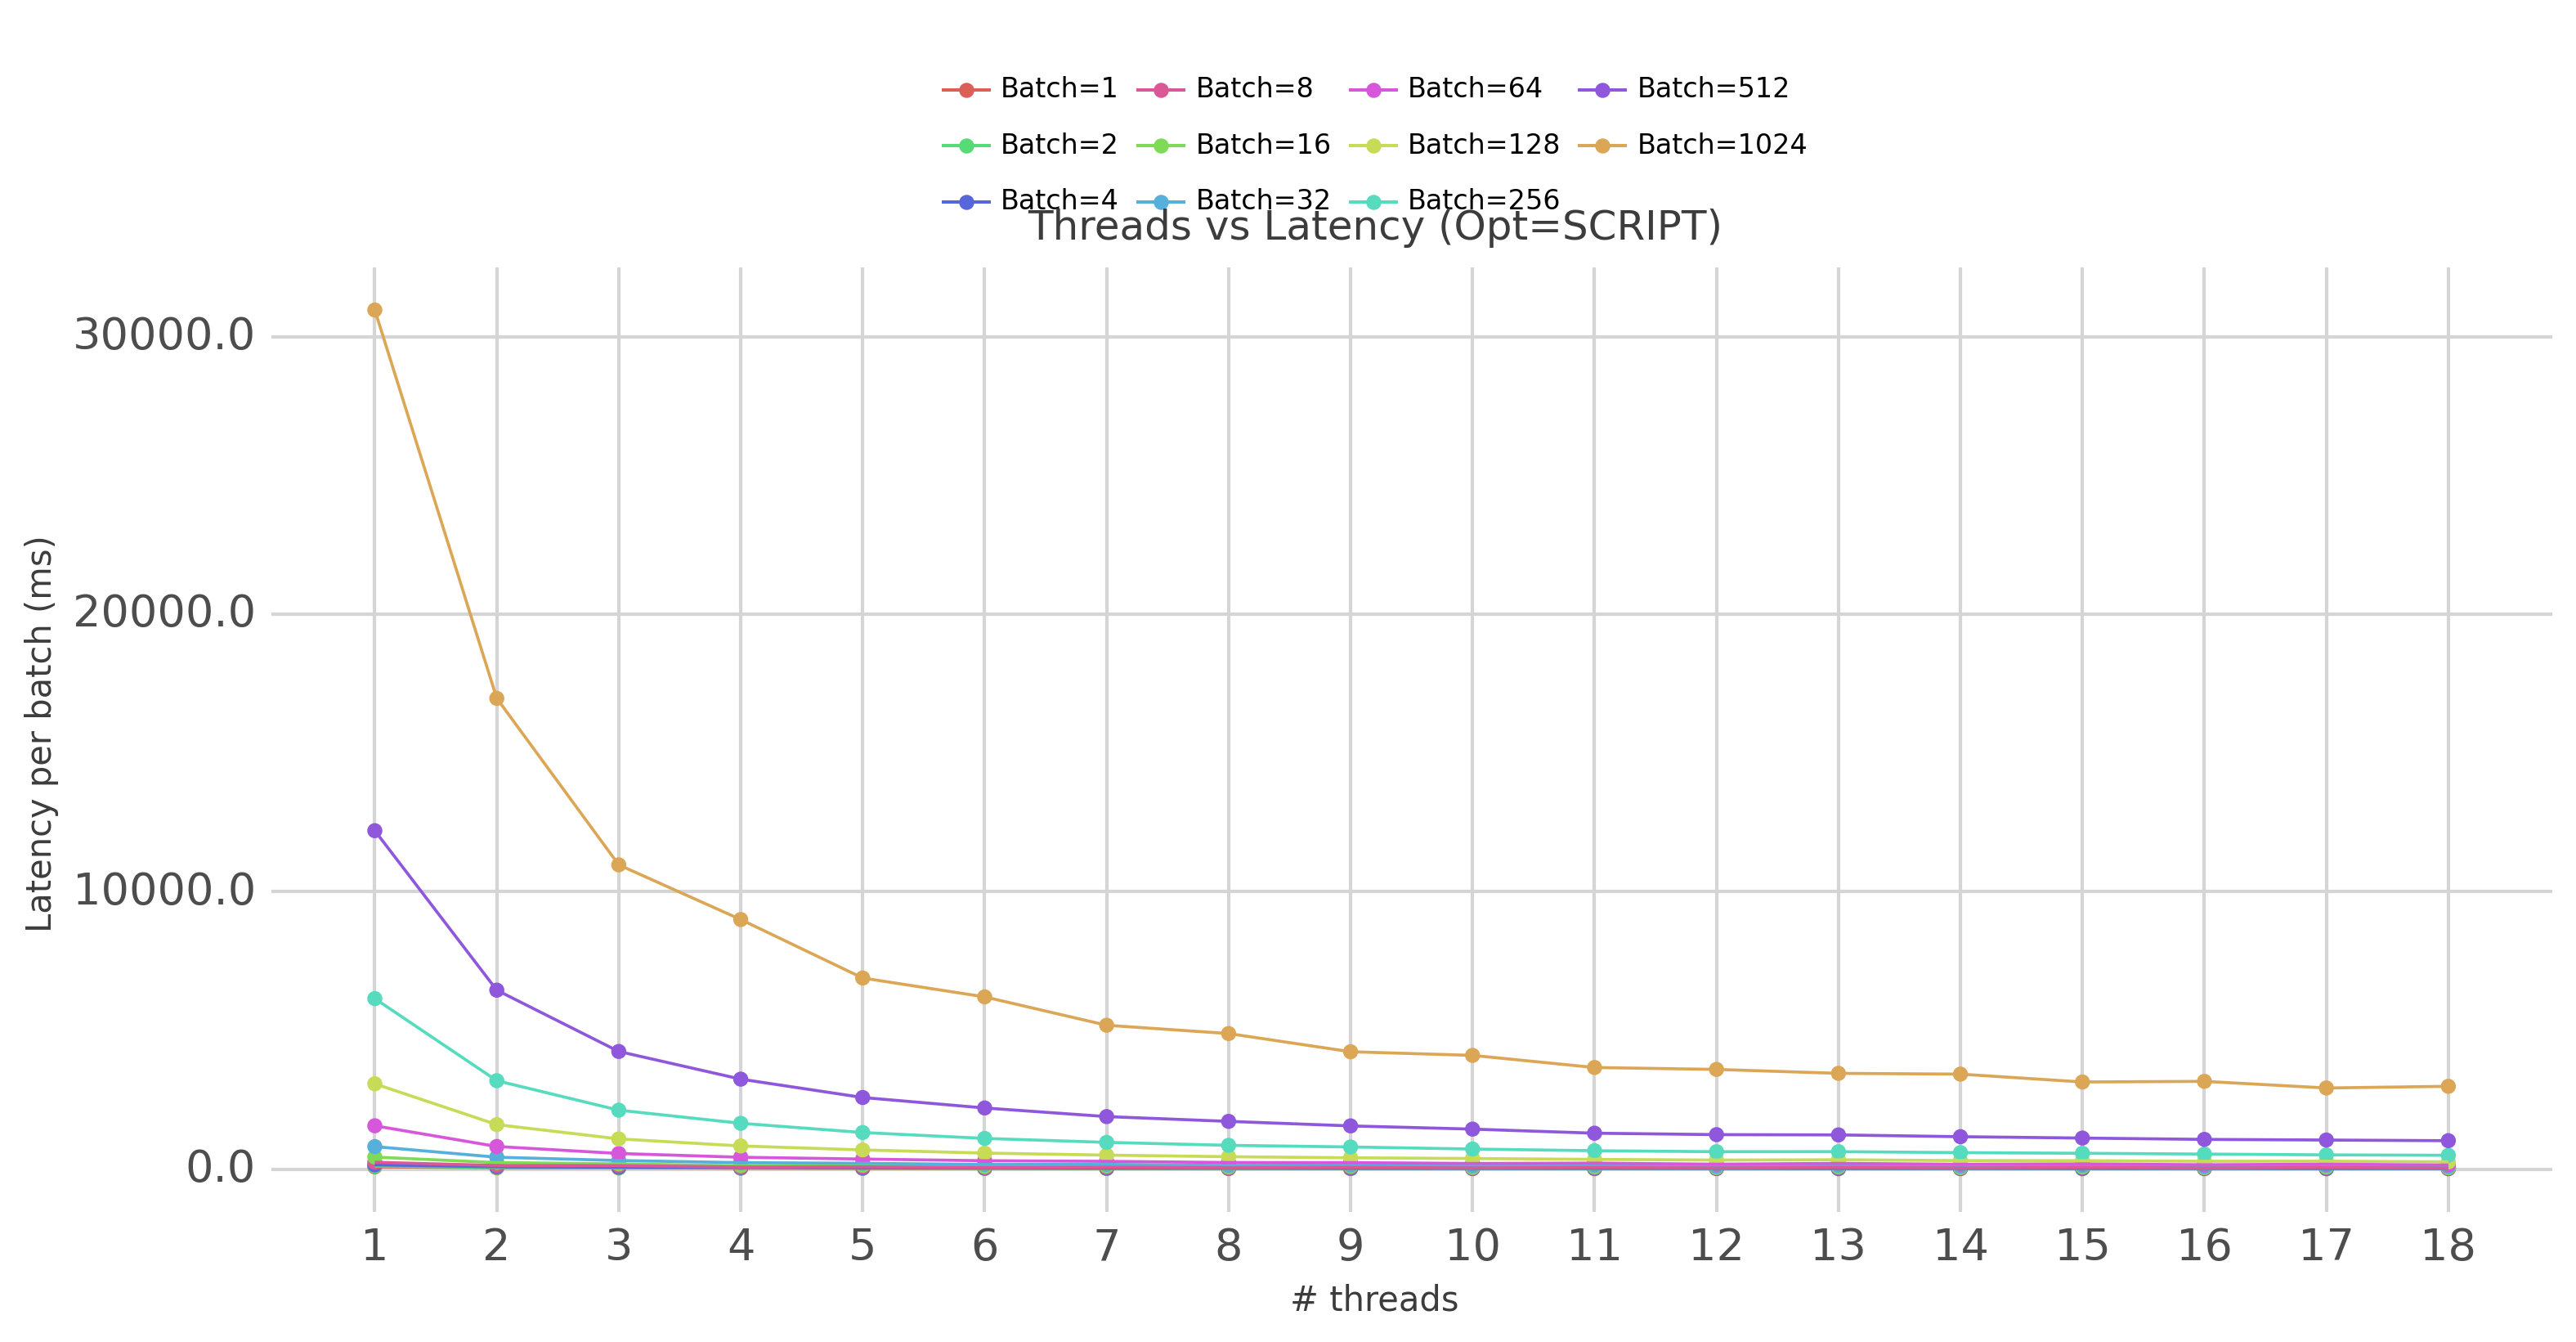 Batch=1 Batch=8 Batch=64 Batch=512
Batch=2 Batch=16 Batch=128 Batch=1024
Batch=4 Batch=32 Batch=256
Threads vs Latency (Opt=SCRIPT)
Latency per batch (ms)
30000.0
20000.0
10000.0
0.0
1 2 3 4 5 6 7 8 9 10 11 12 13 14 15 16 17 18
# threads